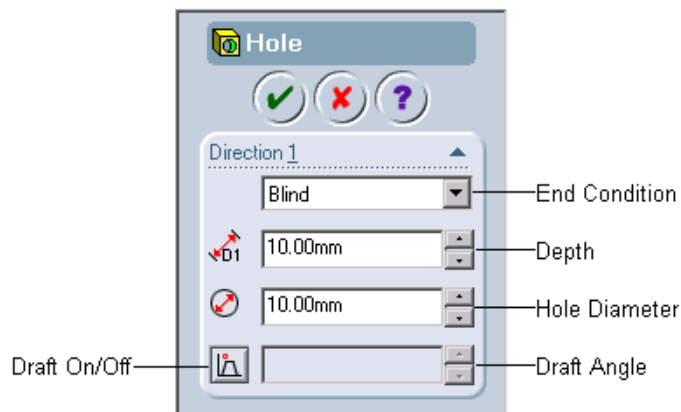 Hole
?
Direction 1
Blind
End Condition
D1
10.00mm
Depth
10.00mm
Hole Diameter
Draft On/Off
Draft Angle